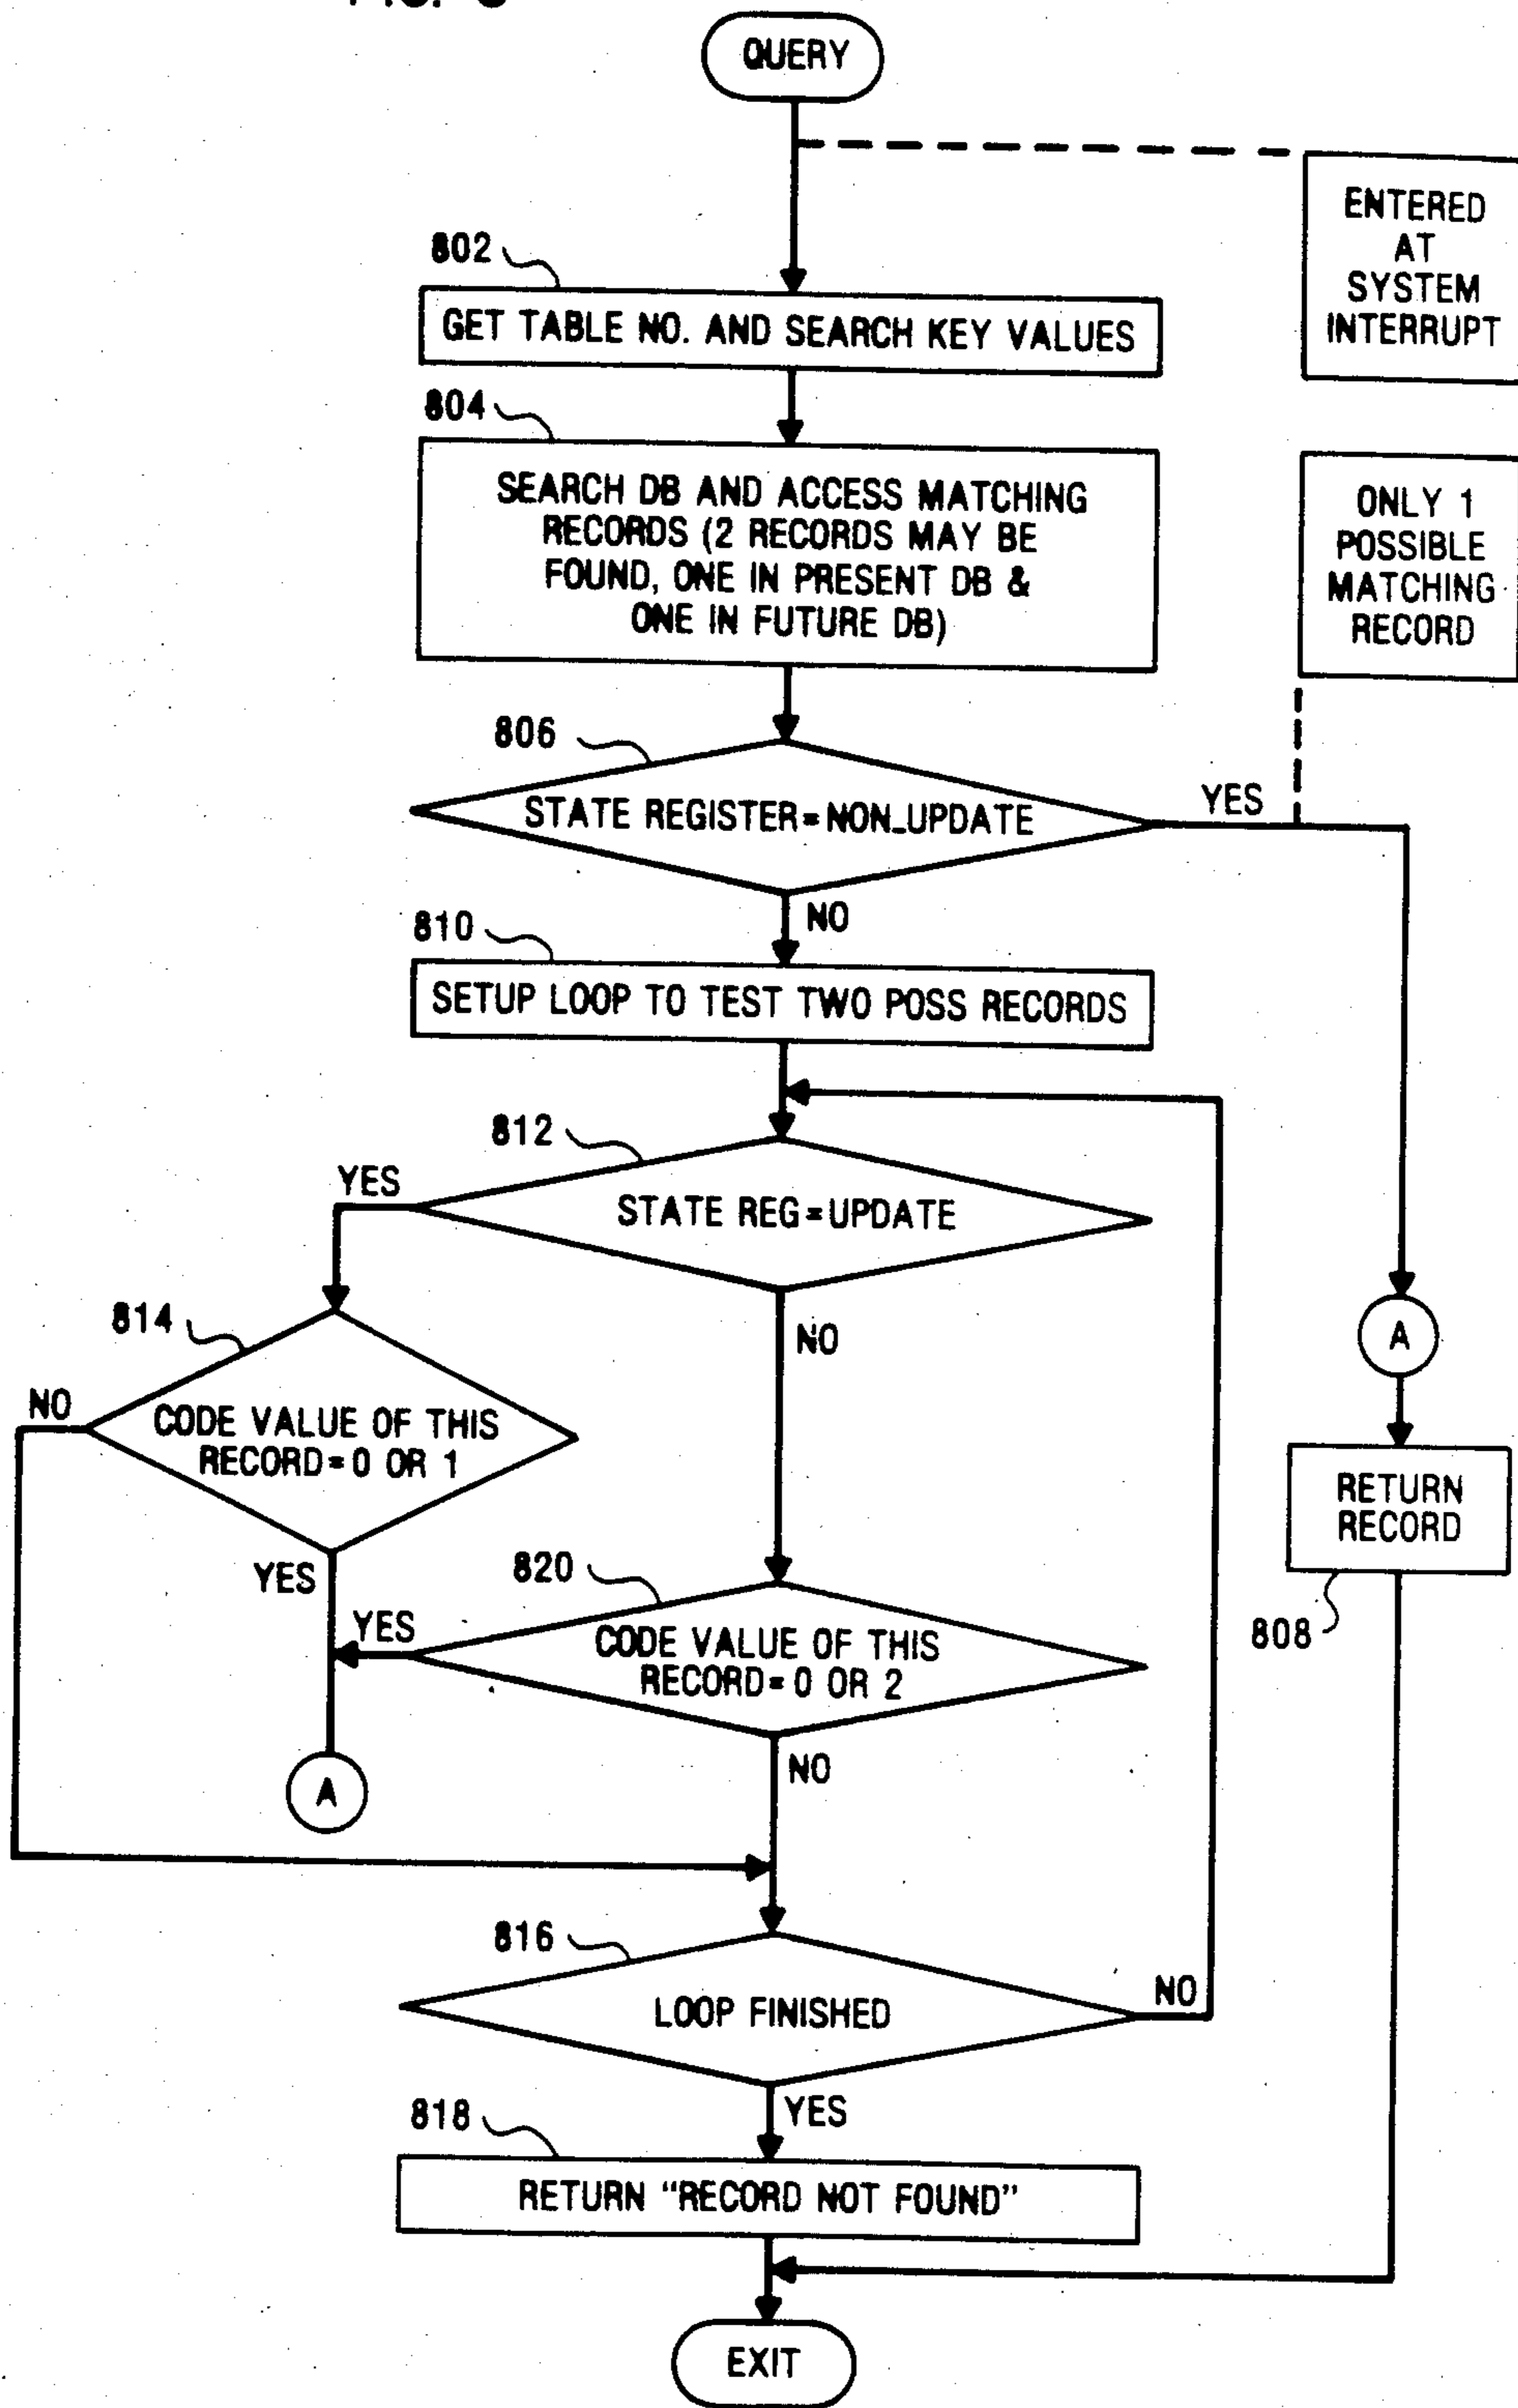 QUERY
ENTERED
AT
SYSTEM
INTERRUPT
802
GET TABLE NO. AND SEARCH KEY VALUES
804
SEARCH DB AND ACCESS MATCHING
RECORDS (2 RECORDS MAY BE
FOUND, ONE IN PRESENT DB &
ONE IN FUTURE DB)
ONLY 1
POSSIBLE
MATCHING
RECORD
806
STATE REGISTER=NON_UPDATE
YES
NO
810
SETUP LOOP TO TEST TWO POSS RECORDS
812
YES
STATE REG=UPDATE
NO
814
NO
CODE VALUE OF THIS
RECORD=0 OR 1
YES
A
RETURN
RECORD
808
820
YES
CODE VALUE OF THIS
RECORD=0 OR 2
NO
A
816
LOOP FINISHED
NO
YES
818
RETURN "RECORD NOT FOUND"
EXIT